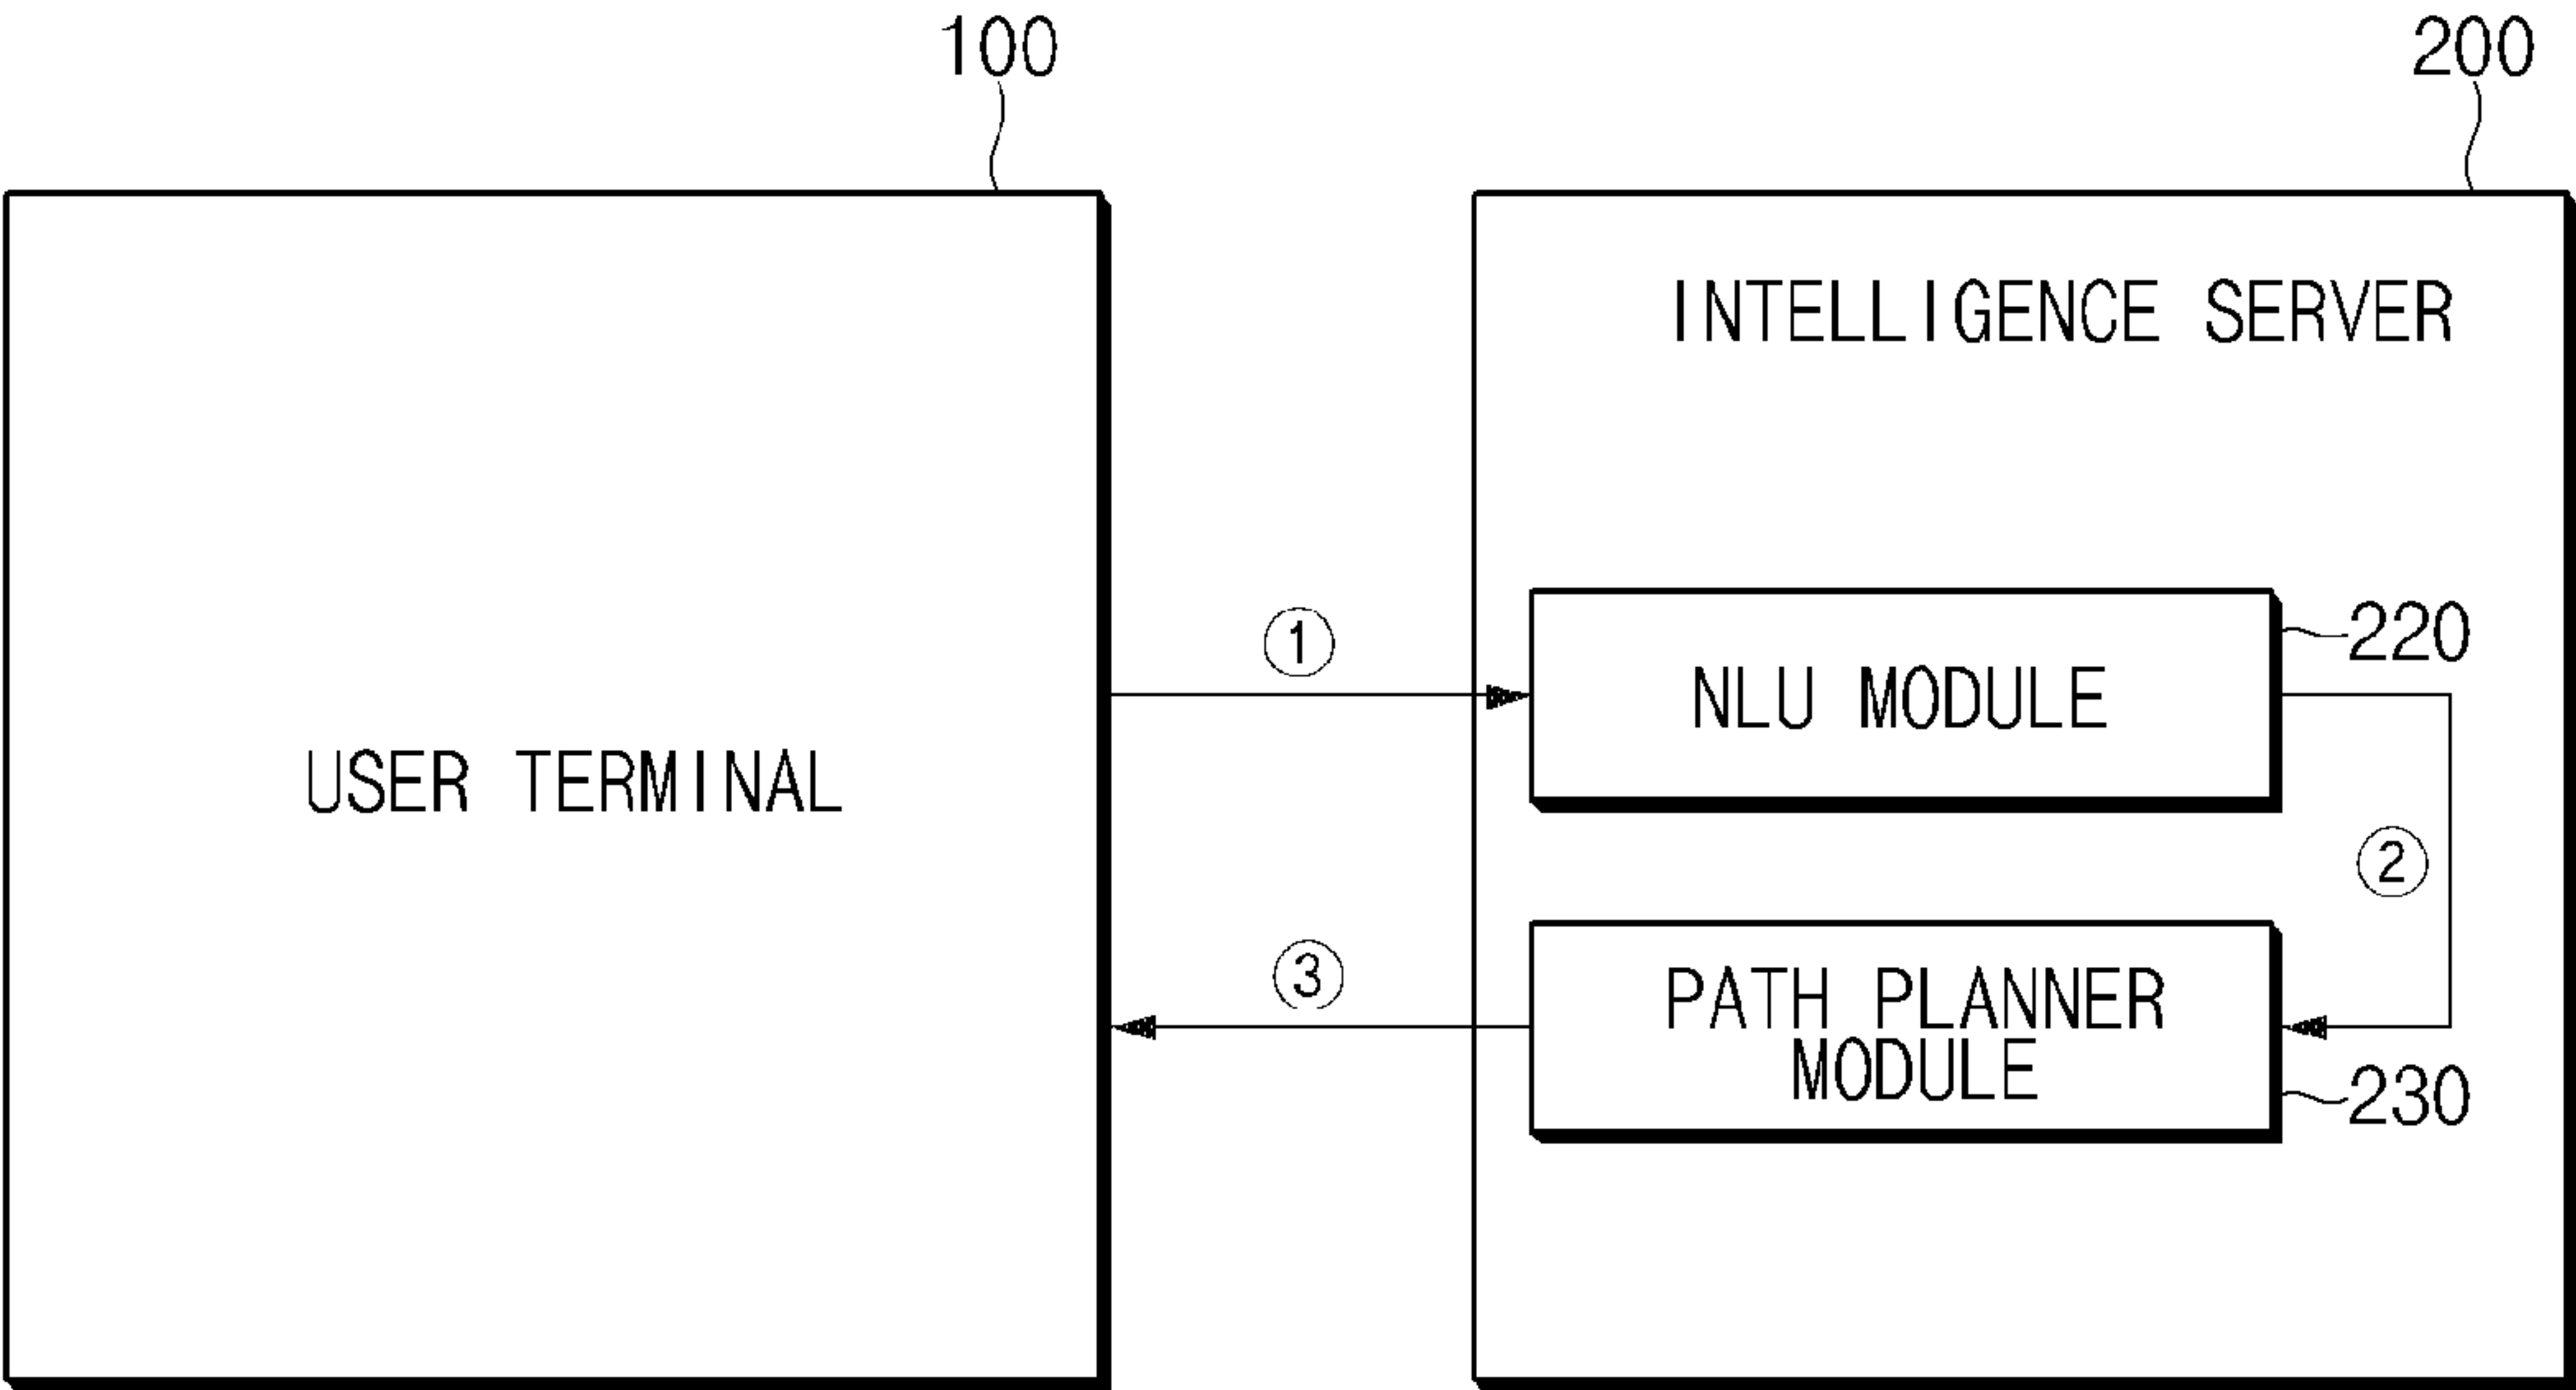 100
200
INTELLIGENCE SERVER
①
NLU MODULE
220
USER TERMINAL
②
③
PATH PLANNER
MODULE
230